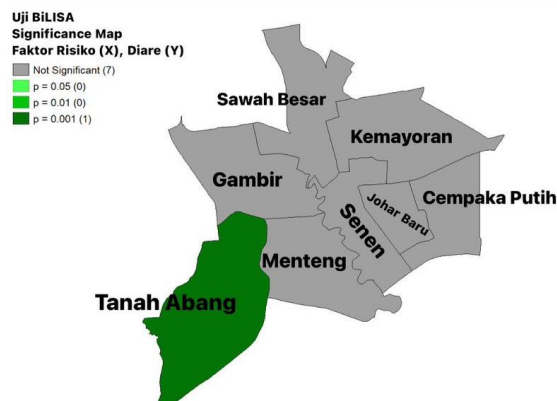 Uji BiLISA
Significance Map
Faktor Risiko (X), Diare (Y)
Not Significant (7)
p = 0.05 (0)
p = 0.01 (0)
p = 0.001 (1)
Sawah Besar
Kemayoran
Gambir
Cempaka Putih
Johar Baru
Senen
Menteng
Tanah Abang